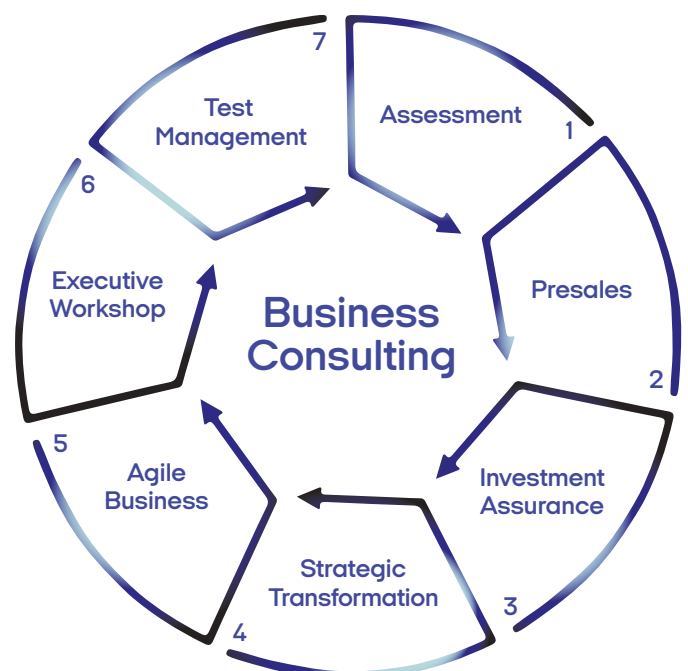 7
Test
Management
Assessment
1
6
Executive
Workshop
Business
Consulting
Presales
2
5
Agile
Business
Investment
Assurance
Strategic
Transformation
3
4